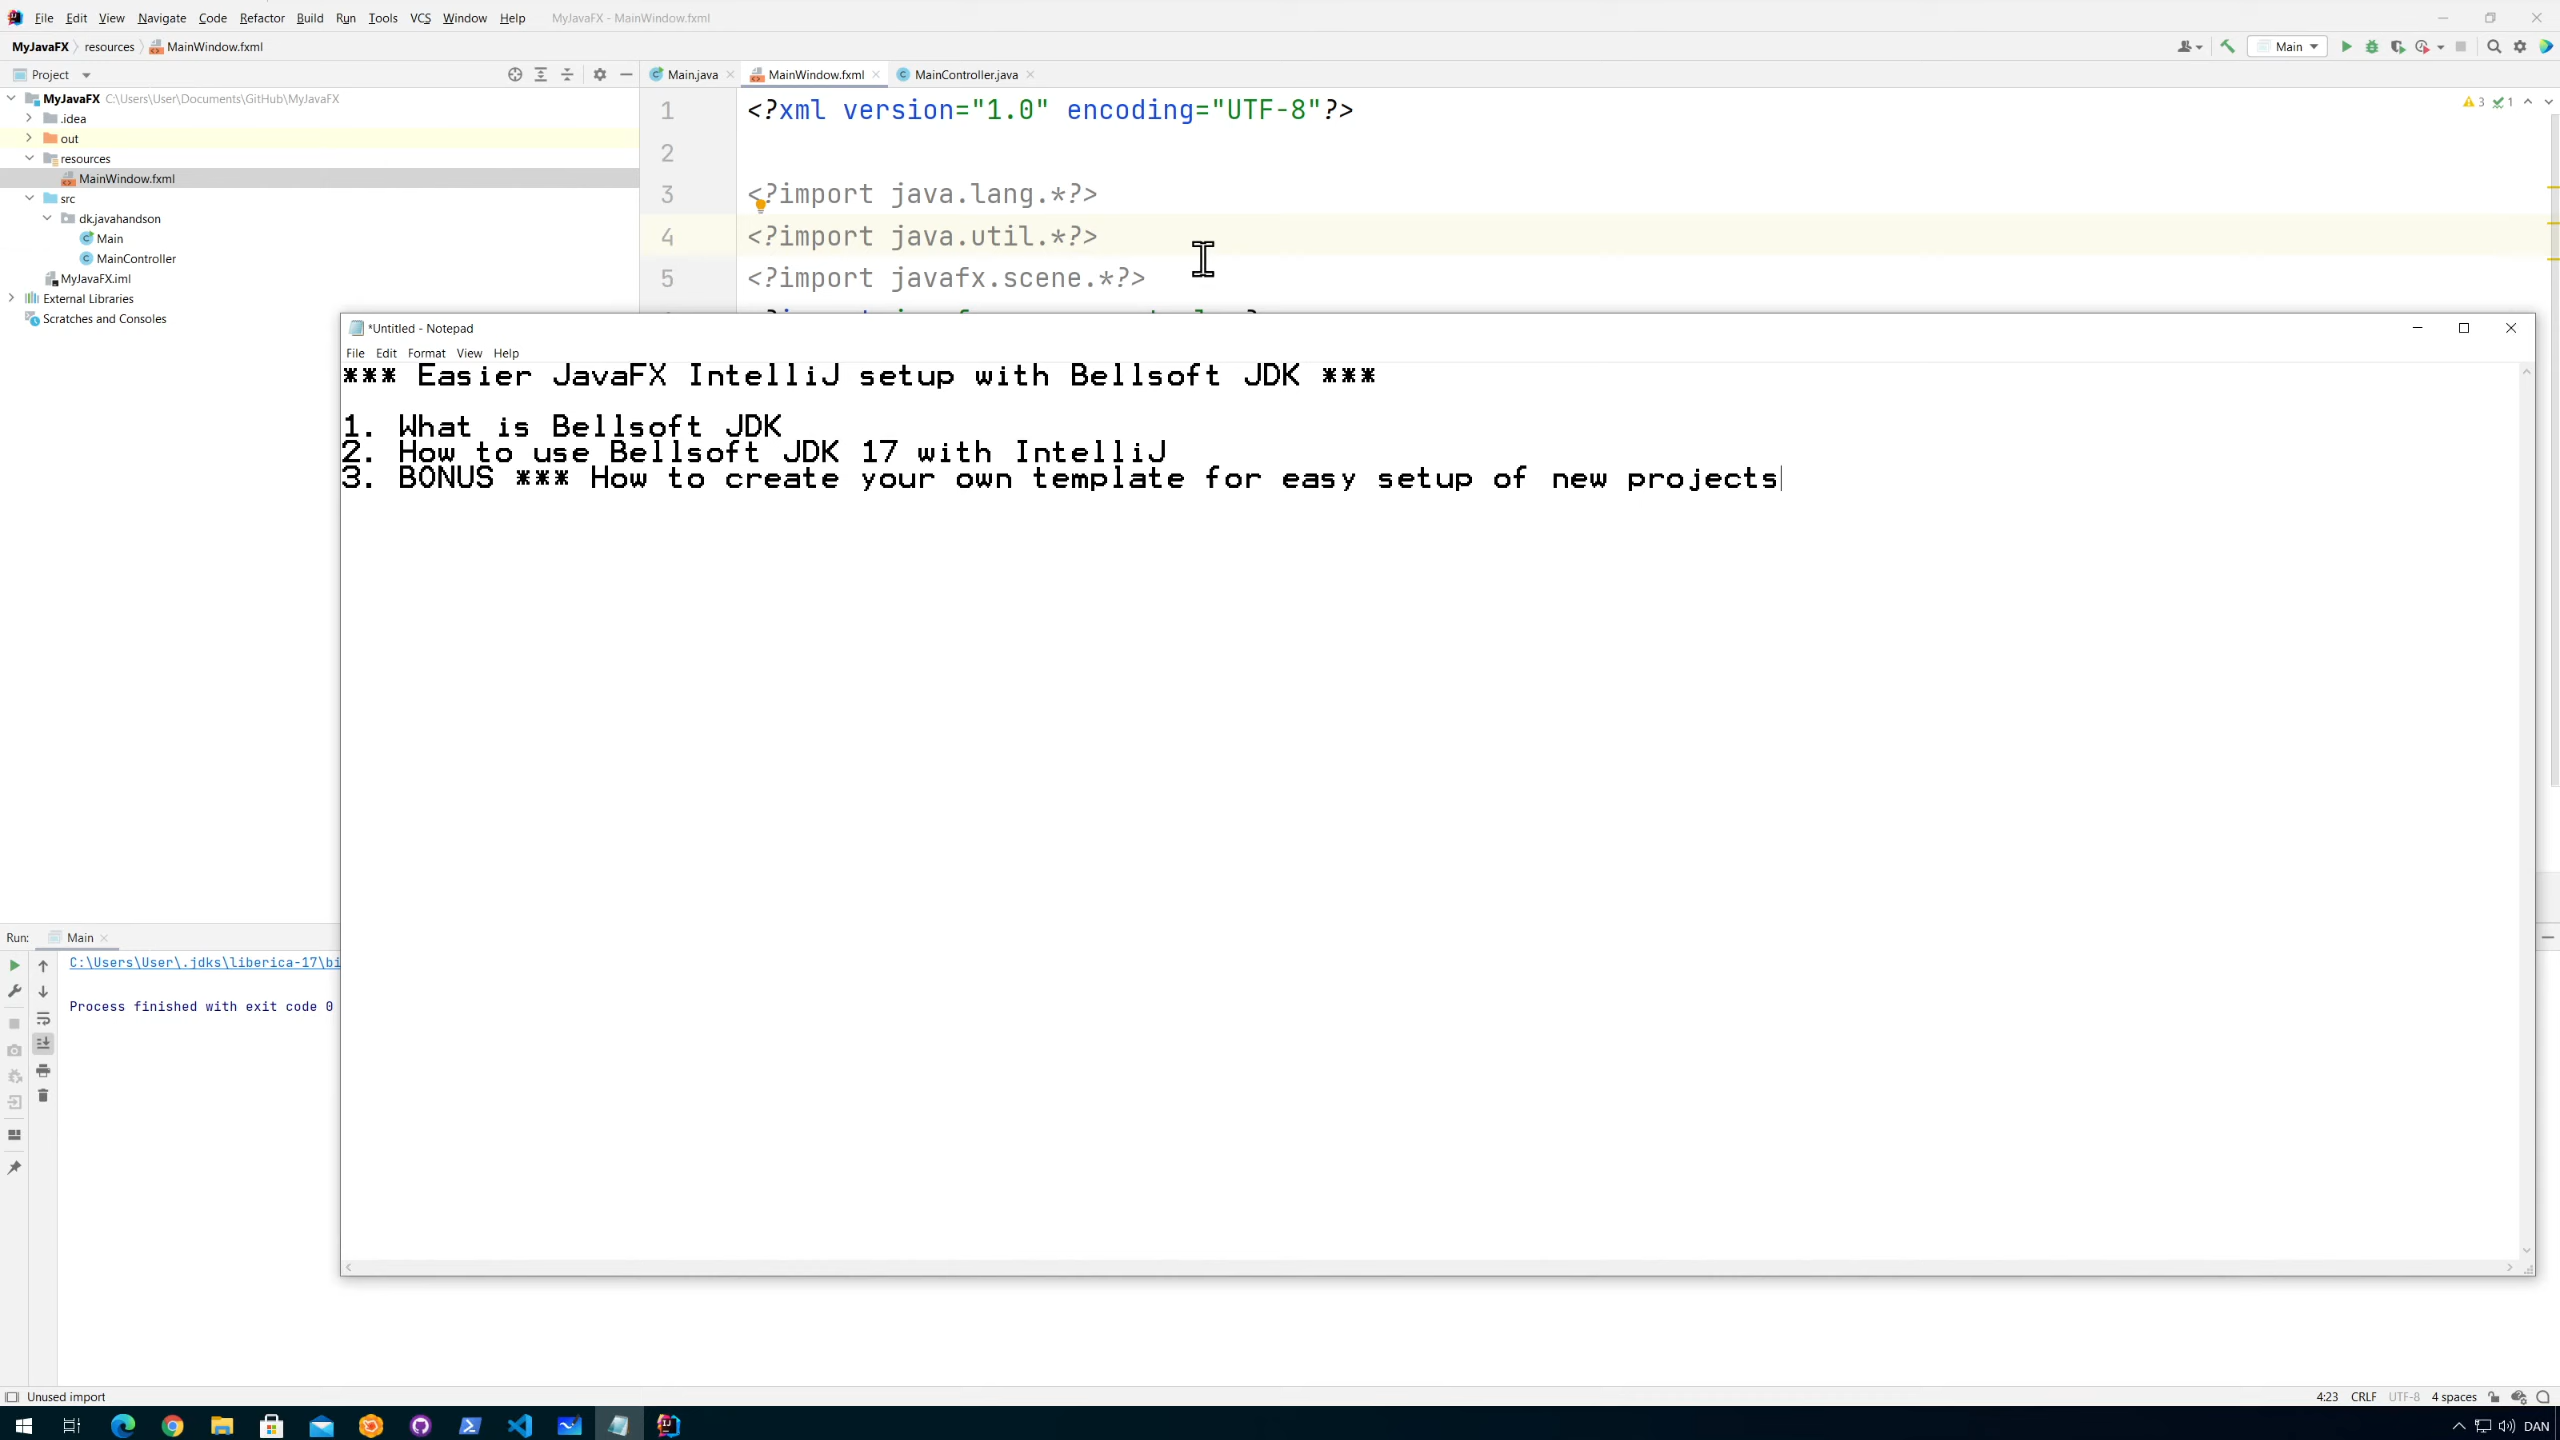 File Edit View Navigate Code Refactor Build Run Tools VCS Window Help MyJavaFX - MainWindow.fxml
MyJavaFX resources MainWindow.fxml Main
Project
Main.java MainWindow.fxml MainController.java
MyJavaFX C:\Users\User\Documents\GitHub\MyJavaFX
.idea
out
resources
MainWindow.fxml
src
dk.javahandson
Main
MainController
MyJavaFX.iml
External Libraries
Scratches and Consoles
1 <?xml version="1.0" encoding="UTF-8"?>
2
3 <?import java.lang.*?>
4 <?import java.util.*?>
5 <?import javafx.scene.*?>
3 1
*Untitled - Notepad
File Edit Format View Help
*** Easier JavaFX IntelliJ setup with Bellsoft JDK ***
1. What is Bellsoft JDK
2. How to use Bellsoft JDK 17 with IntelliJ
3. BONUS *** How to create your own template for easy setup of new projects
Run: Main
C:\Users\User\.jdks\liberica-17\bi
Process finished with exit code 0
Unused import
4:23 CRLF UTF-8 4 spaces
DAN